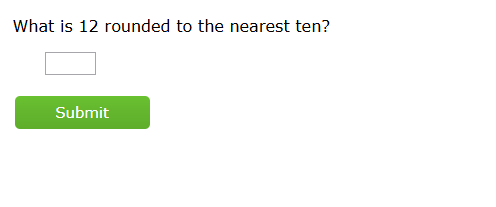 What is 12 rounded to the nearest ten?
Submit